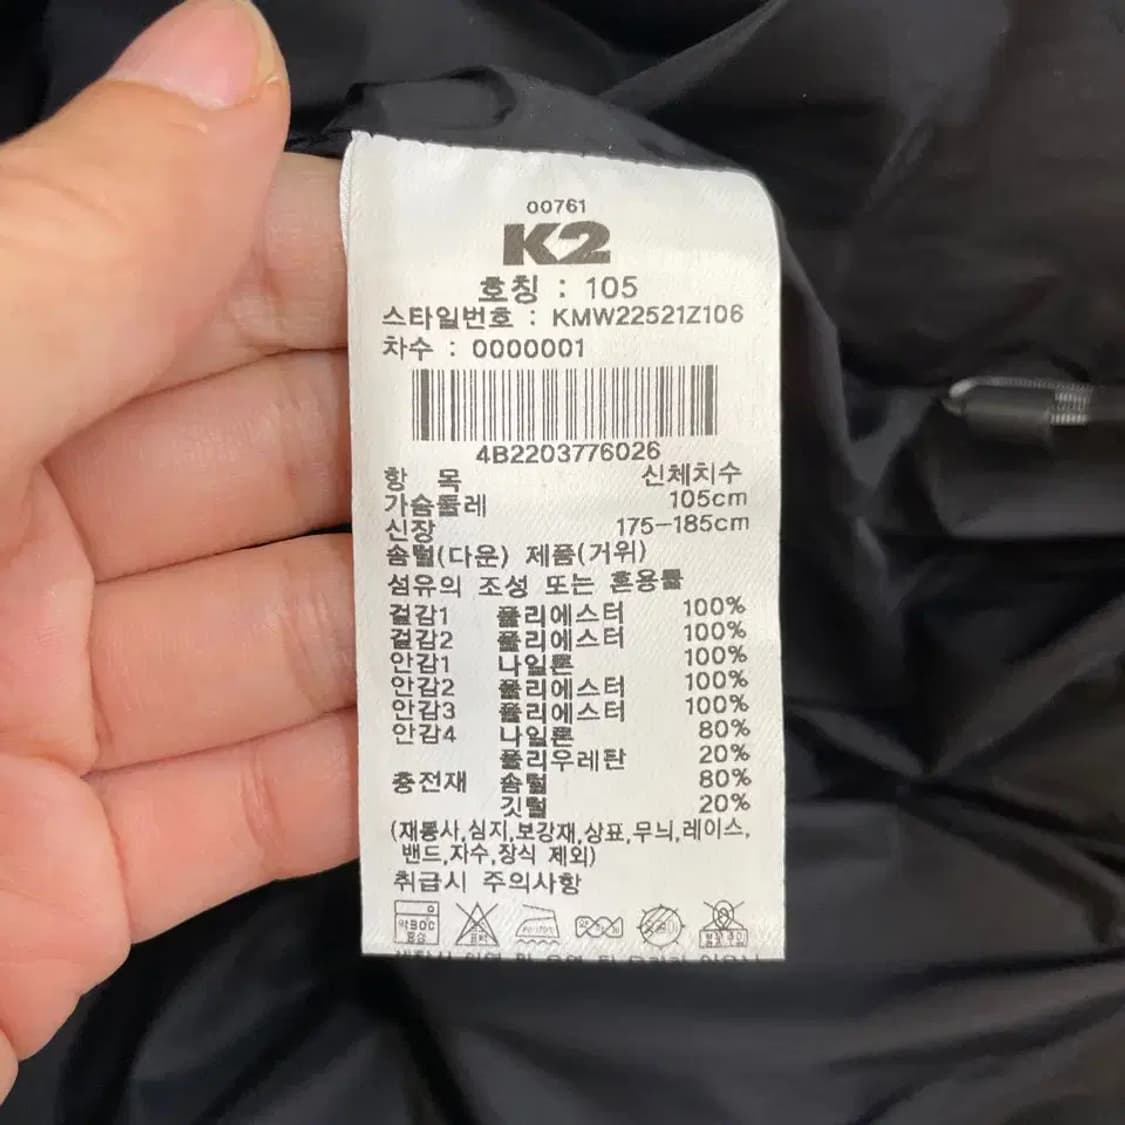 00761
K2
호칭 : 105
스타일번호 : KMW22521Z106
차수 : 0000001
4B2203776026
항 목 신체치수
가슴둘레 105cm
신장 175-185cm
솜털(다운) 제품(거위)
섬유의 조성 또는 혼용률
겉감1 폴리에스터 100%
겉감2 폴리에스터 100%
안감1 나일론 100%
안감2 폴리에스터 100%
안감3 폴리에스터 100%
안감4 나일론 80%
폴리우레탄 20%
충전재 솜털 80%
깃털 20%
(재봉사,심지,보강재,상표,무늬,레이스,
밴드,자수,장식 제외)
취급시 주의사항